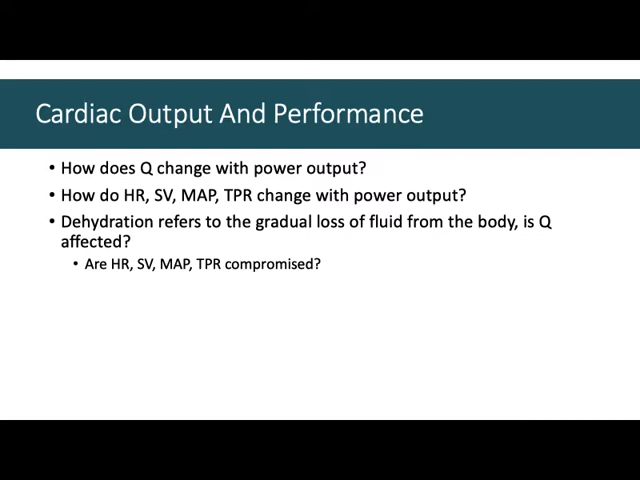 Cardiac Output And Performance
• How does Q change with power output?
• How do HR, SV, MAP, TPR change with power output?
• Dehydration refers to the gradual loss of fluid from the body, is Q
affected?
• Are HR, SV, MAP, TPR compromised?